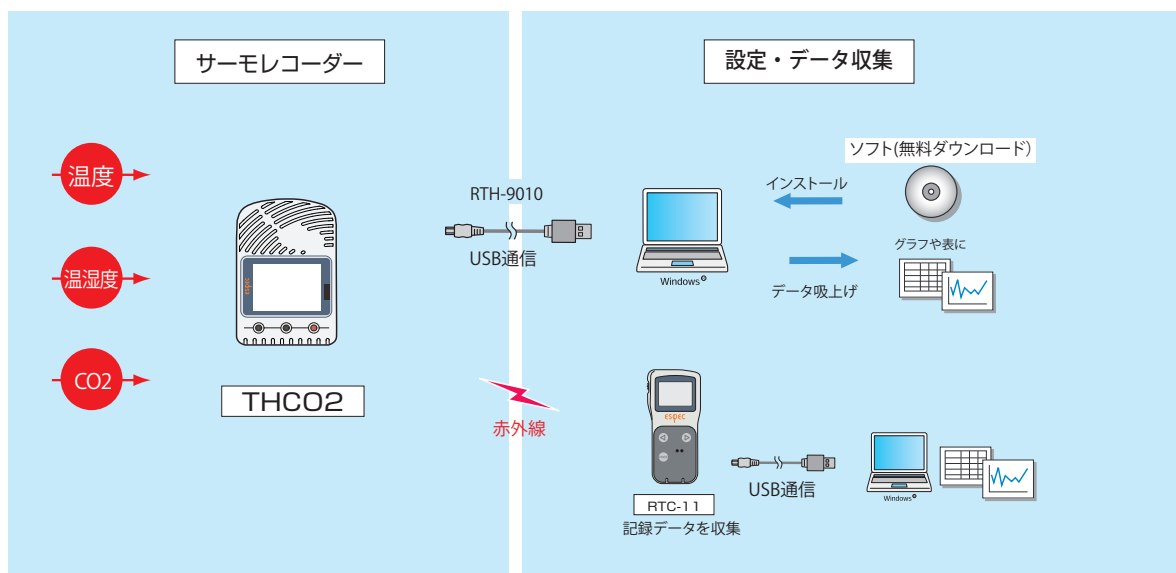 サーモレコーダー
設定・データ収集
温度
温湿度
CO2
espec
THCO2
RTH-9010
USB通信
赤外線
ソフト(無料ダウンロード)
インストール
Windows®
データ吸上げ
グラフや表に
espec
RTC-11
記録データを収集
USB通信
Windows®